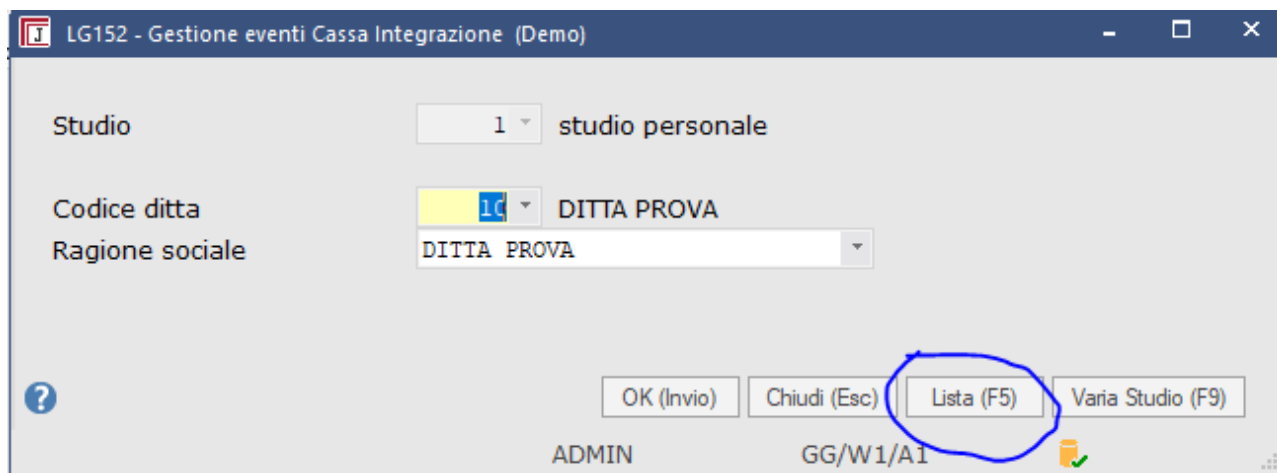 LG152 - Gestione eventi Cassa Integrazione (Demo)
Studio 1 studio personale
Codice ditta 10 DITTA PROVA
Ragione sociale DITTA PROVA
OK (Invio) Chiudi (Esc) Lista (F5) Varia Studio (F9)
ADMIN GG/W1/A1